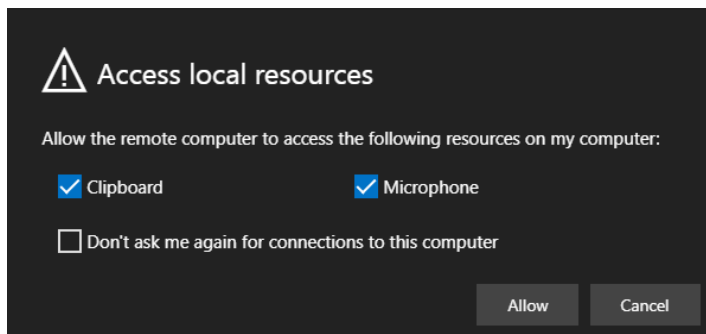 Access local resources
Allow the remote computer to access the following resources on my computer:
Clipboard Microphone
Don't ask me again for connections to this computer
Allow Cancel